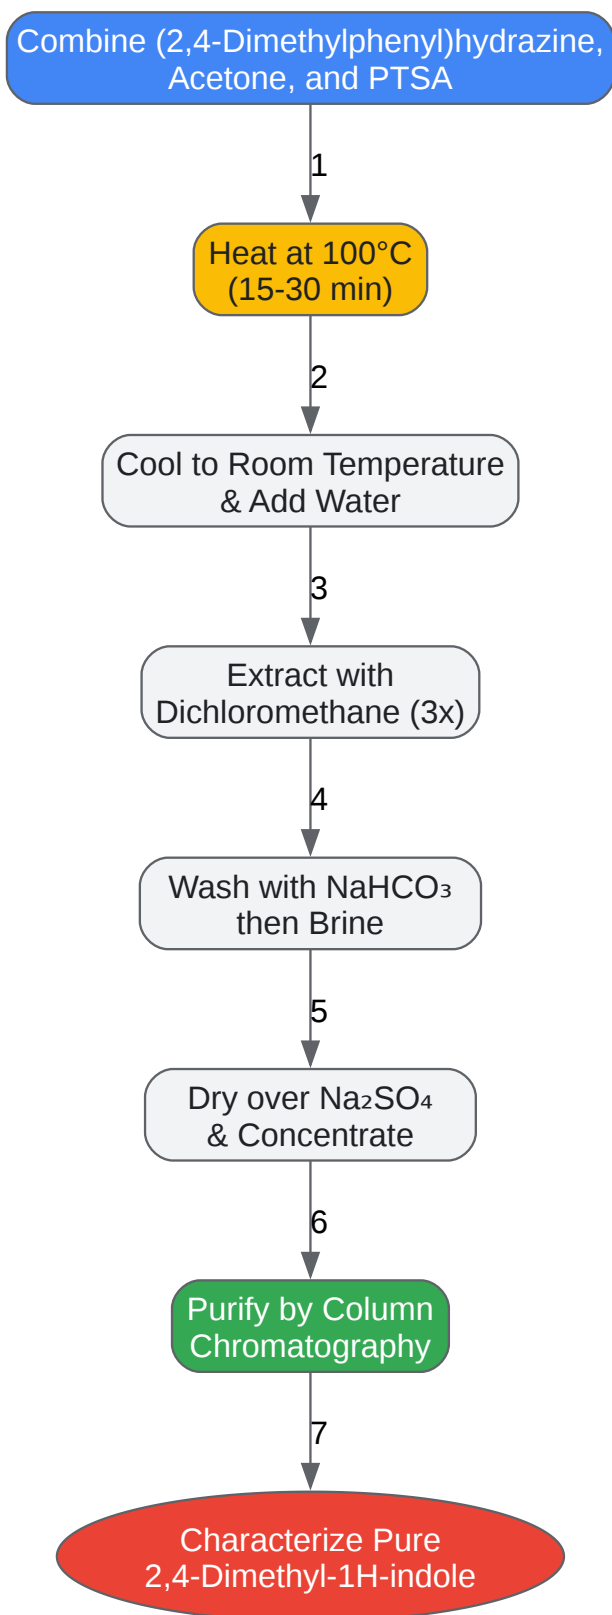 Combine (2,4-Dimethylphenyl)hydrazine,
Acetone, and PTSA
1
Heat at 100°C
(15-30 min)
2
Cool to Room Temperature
& Add Water
3
Extract with
Dichloromethane (3x)
4
Wash with NaHCO₃
then Brine
5
Dry over Na₂SO₄
& Concentrate
6
Purify by Column
Chromatography
7
Characterize Pure
2,4-Dimethyl-1H-indole